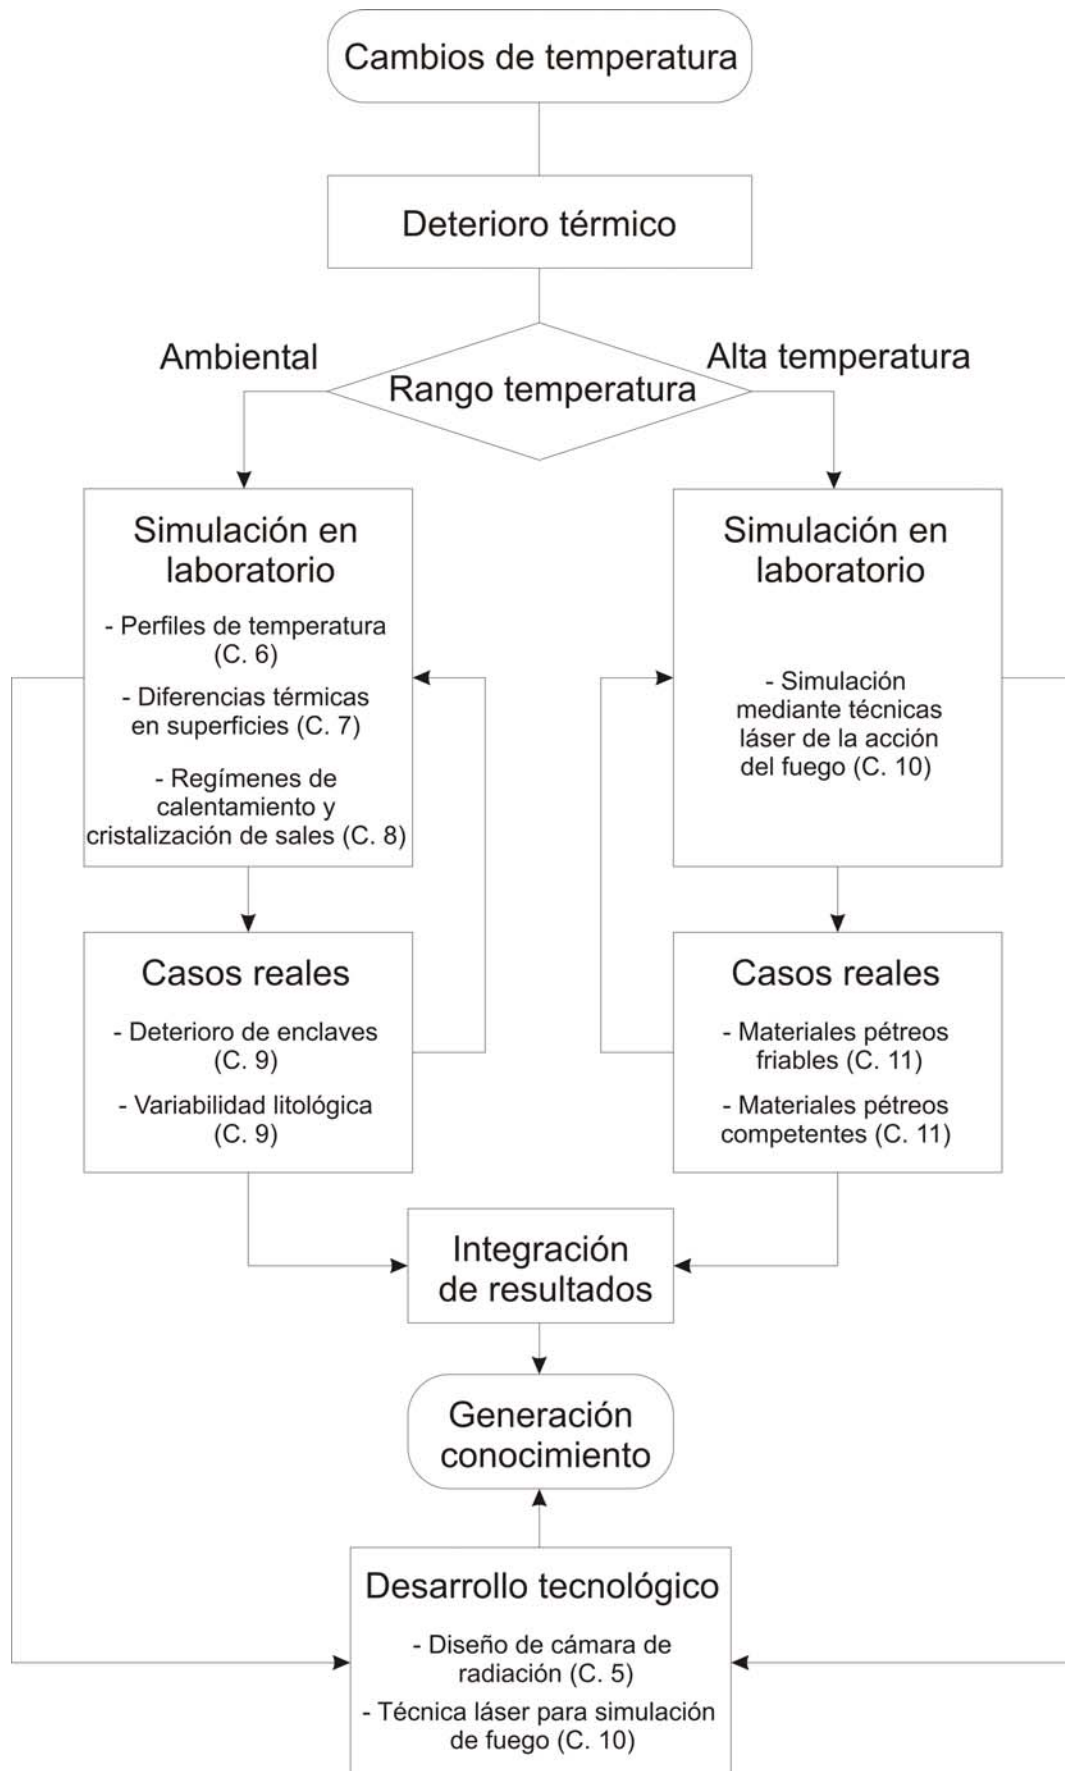 Cambios de temperatura
Deterioro térmico
Ambiental
Alta temperatura
Rango temperatura
Simulación en
laboratorio
- Perfiles de temperatura
(C. 6)
- Diferencias térmicas
en superficies (C. 7)
- Regímenes de
calentamiento y
cristalización de sales (C. 8)
Simulación en
laboratorio
- Simulación
mediante técnicas
láser de la acción
del fuego (C. 10)
Casos reales
- Deterioro de enclaves
(C. 9)
- Variabilidad litológica
(C. 9)
Casos reales
- Materiales pétreos
friables (C. 11)
- Materiales pétreos
competentes (C. 11)
Integración
de resultados
Generación
conocimiento
Desarrollo tecnológico
- Diseño de cámara de
radiación (C. 5)
- Técnica láser para simulación
de fuego (C. 10)